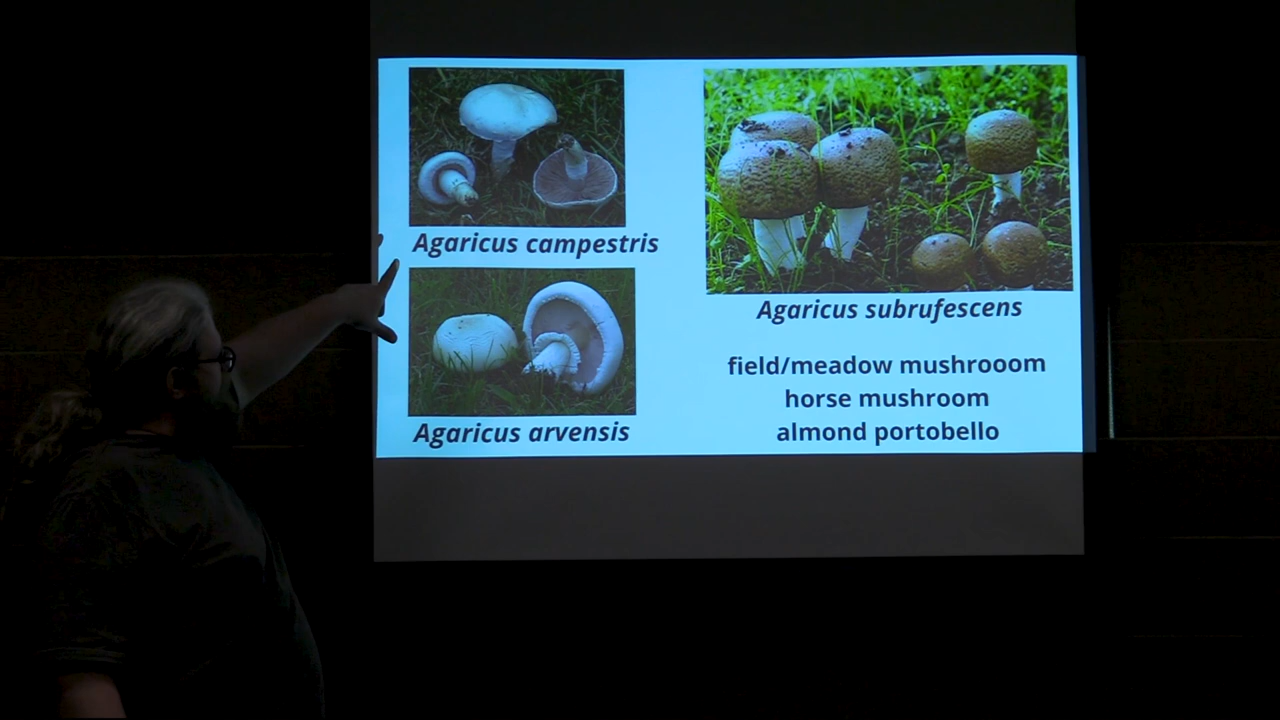 Agaricus campestris
Agaricus arvensis
Agaricus subrufescens
field/meadow mushrooom
horse mushroom
almond portobello